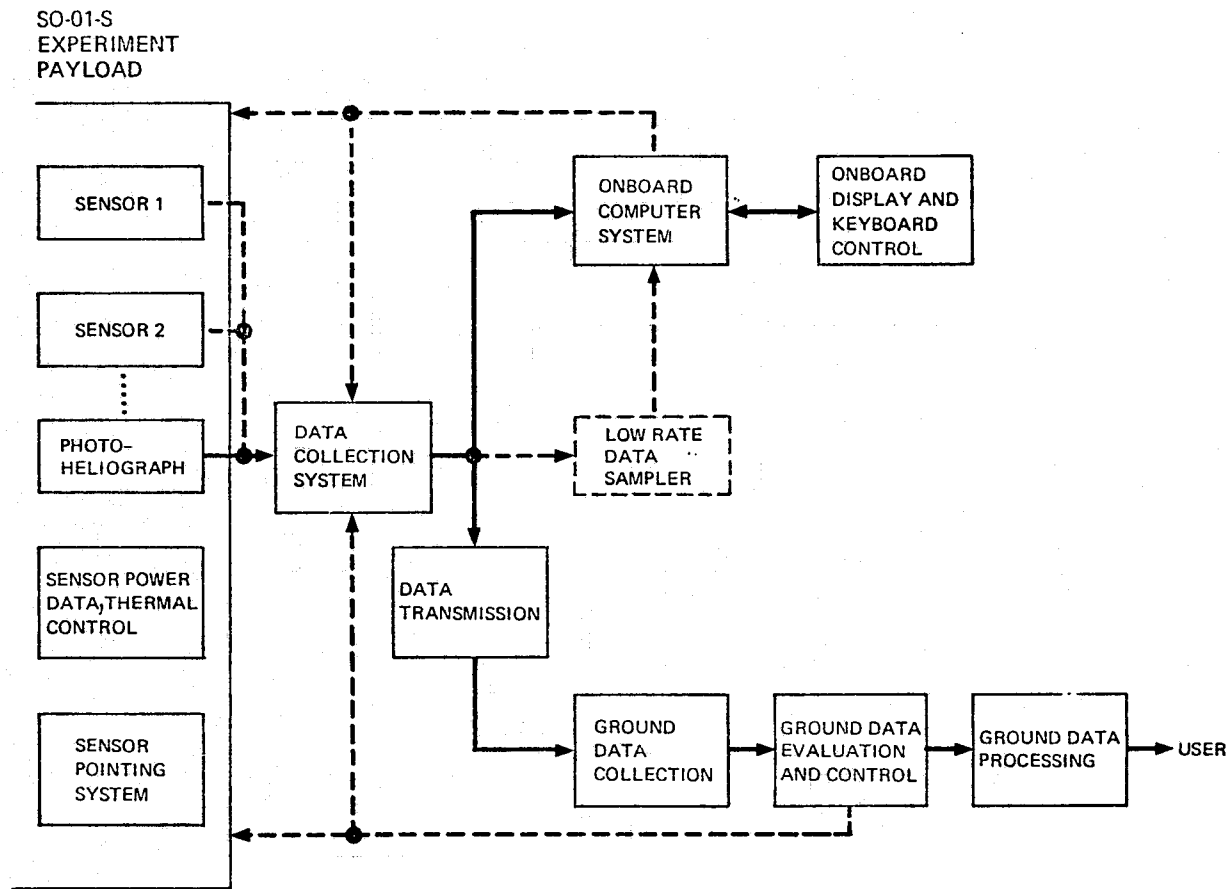 SO-01-S
EXPERIMENT
PAYLOAD
SENSOR 1
SENSOR 2
PHOTO-
HELIOGRAPH
SENSOR POWER
DATA,THERMAL
CONTROL
SENSOR
POINTING
SYSTEM
DATA
COLLECTION
SYSTEM
ONBOARD
COMPUTER
SYSTEM
ONBOARD
DISPLAY AND
KEYBOARD
CONTROL
LOW RATE
DATA
SAMPLER
DATA
TRANSMISSION
GROUND
DATA
COLLECTION
GROUND DATA
EVALUATION
AND CONTROL
GROUND DATA
PROCESSING
USER